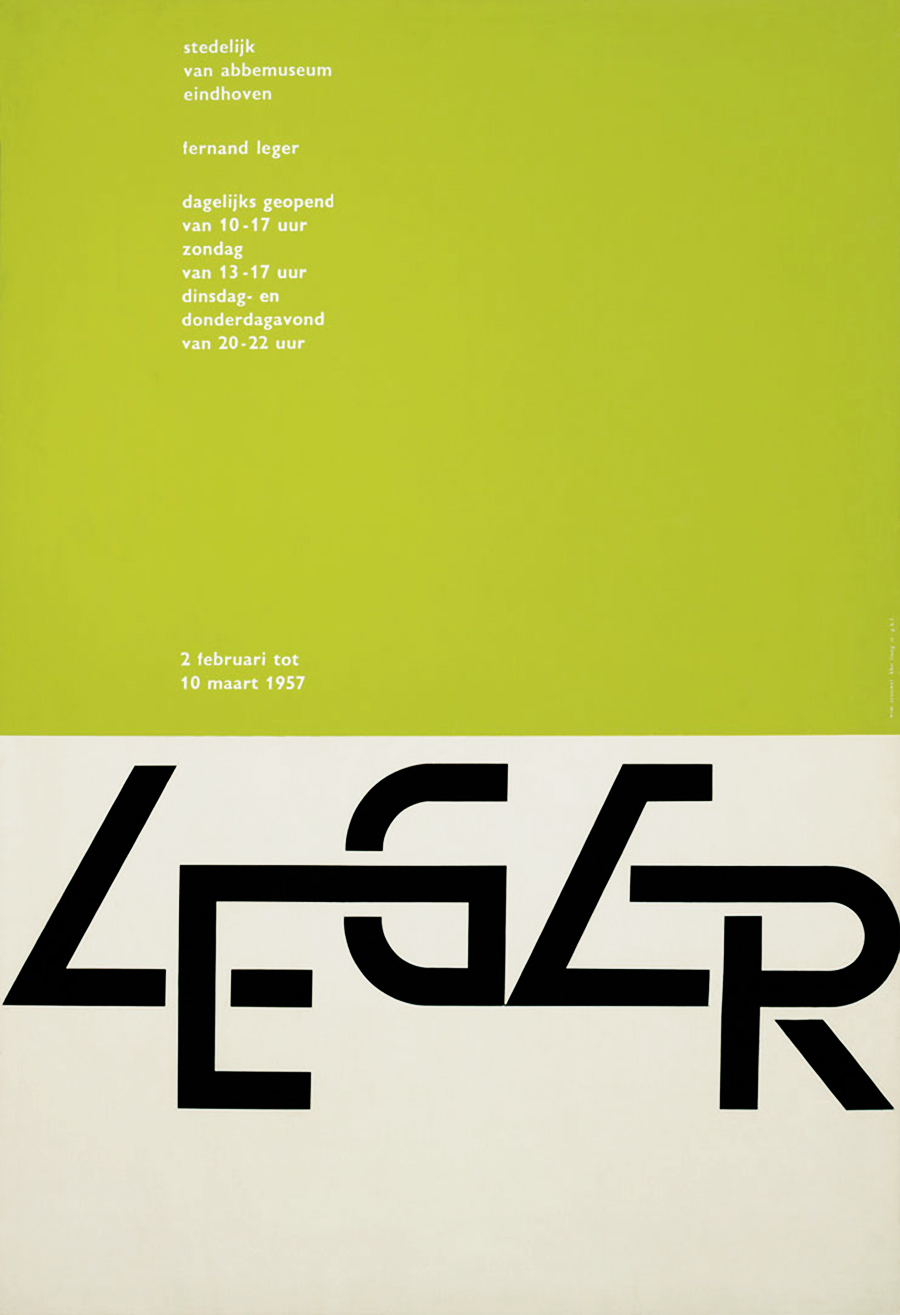 stedelijk
van abbemuseum
eindhoven
fernand leger
dagelijks geopend
van 10-17 uur
zondag
van 13-17 uur
dinsdag- en
donderdagavond
van 20-22 uur
2 februari tot
10 maart 1957
LEGER